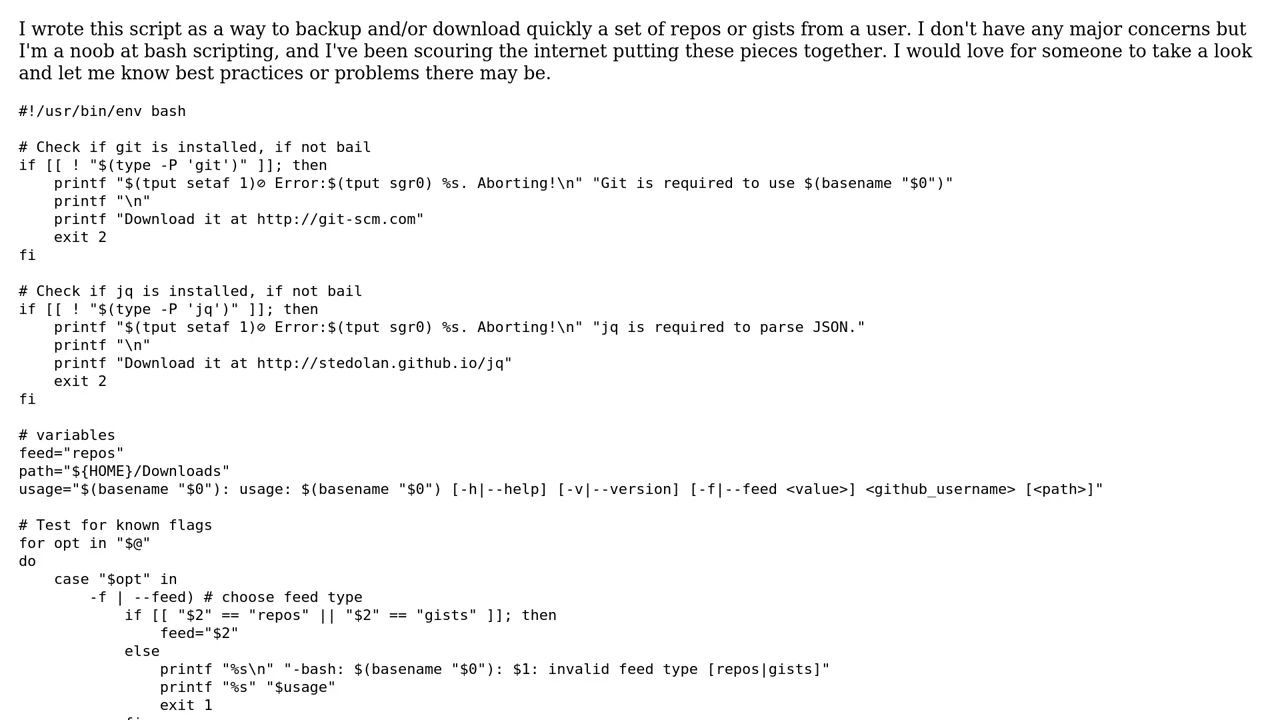 I wrote this script as a way to backup and/or download quickly a set of repos or gists from a user. I don't have any major concerns but
I'm a noob at bash scripting, and I've been scouring the internet putting these pieces together. I would love for someone to take a look
and let me know best practices or problems there may be.
#!/usr/bin/env bash
# Check if git is installed, if not bail
if [[ ! "$(type -P 'git')" ]]; then
    printf "$(tput setaf 1)⊘ Error:$(tput sgr0) %s. Aborting!\n" "Git is required to use $(basename "$0")"
    printf "\n"
    printf "Download it at http://git-scm.com"
    exit 2
fi
# Check if jq is installed, if not bail
if [[ ! "$(type -P 'jq')" ]]; then
    printf "$(tput setaf 1)⊘ Error:$(tput sgr0) %s. Aborting!\n" "jq is required to parse JSON."
    printf "\n"
    printf "Download it at http://stedolan.github.io/jq"
    exit 2
fi
# variables
feed="repos"
path="${HOME}/Downloads"
usage="$(basename "$0"): usage: $(basename "$0") [-h|--help] [-v|--version] [-f|--feed <value>] <github_username> [<path>]"
# Test for known flags
for opt in "$@"
do
    case "$opt" in
        -f | --feed) # choose feed type
            if [[ "$2" == "repos" || "$2" == "gists" ]]; then
                feed="$2"
            else
                printf "%s\n" "-bash: $(basename "$0"): $1: invalid feed type [repos|gists]"
                printf "%s" "$usage"
                exit 1